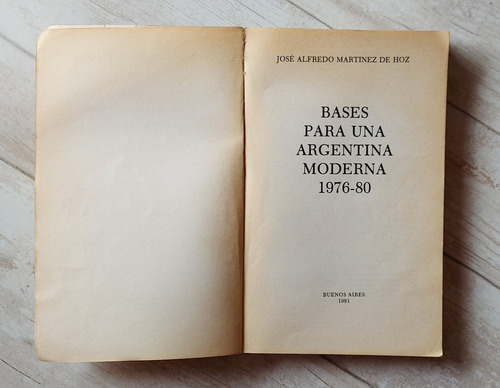 JOSÉ ALFREDO MARTINEZ DE HOZ
BASES
PARA UNA
ARGENTINA
MODERNA
1976-80
BUENOS AIRES
1981